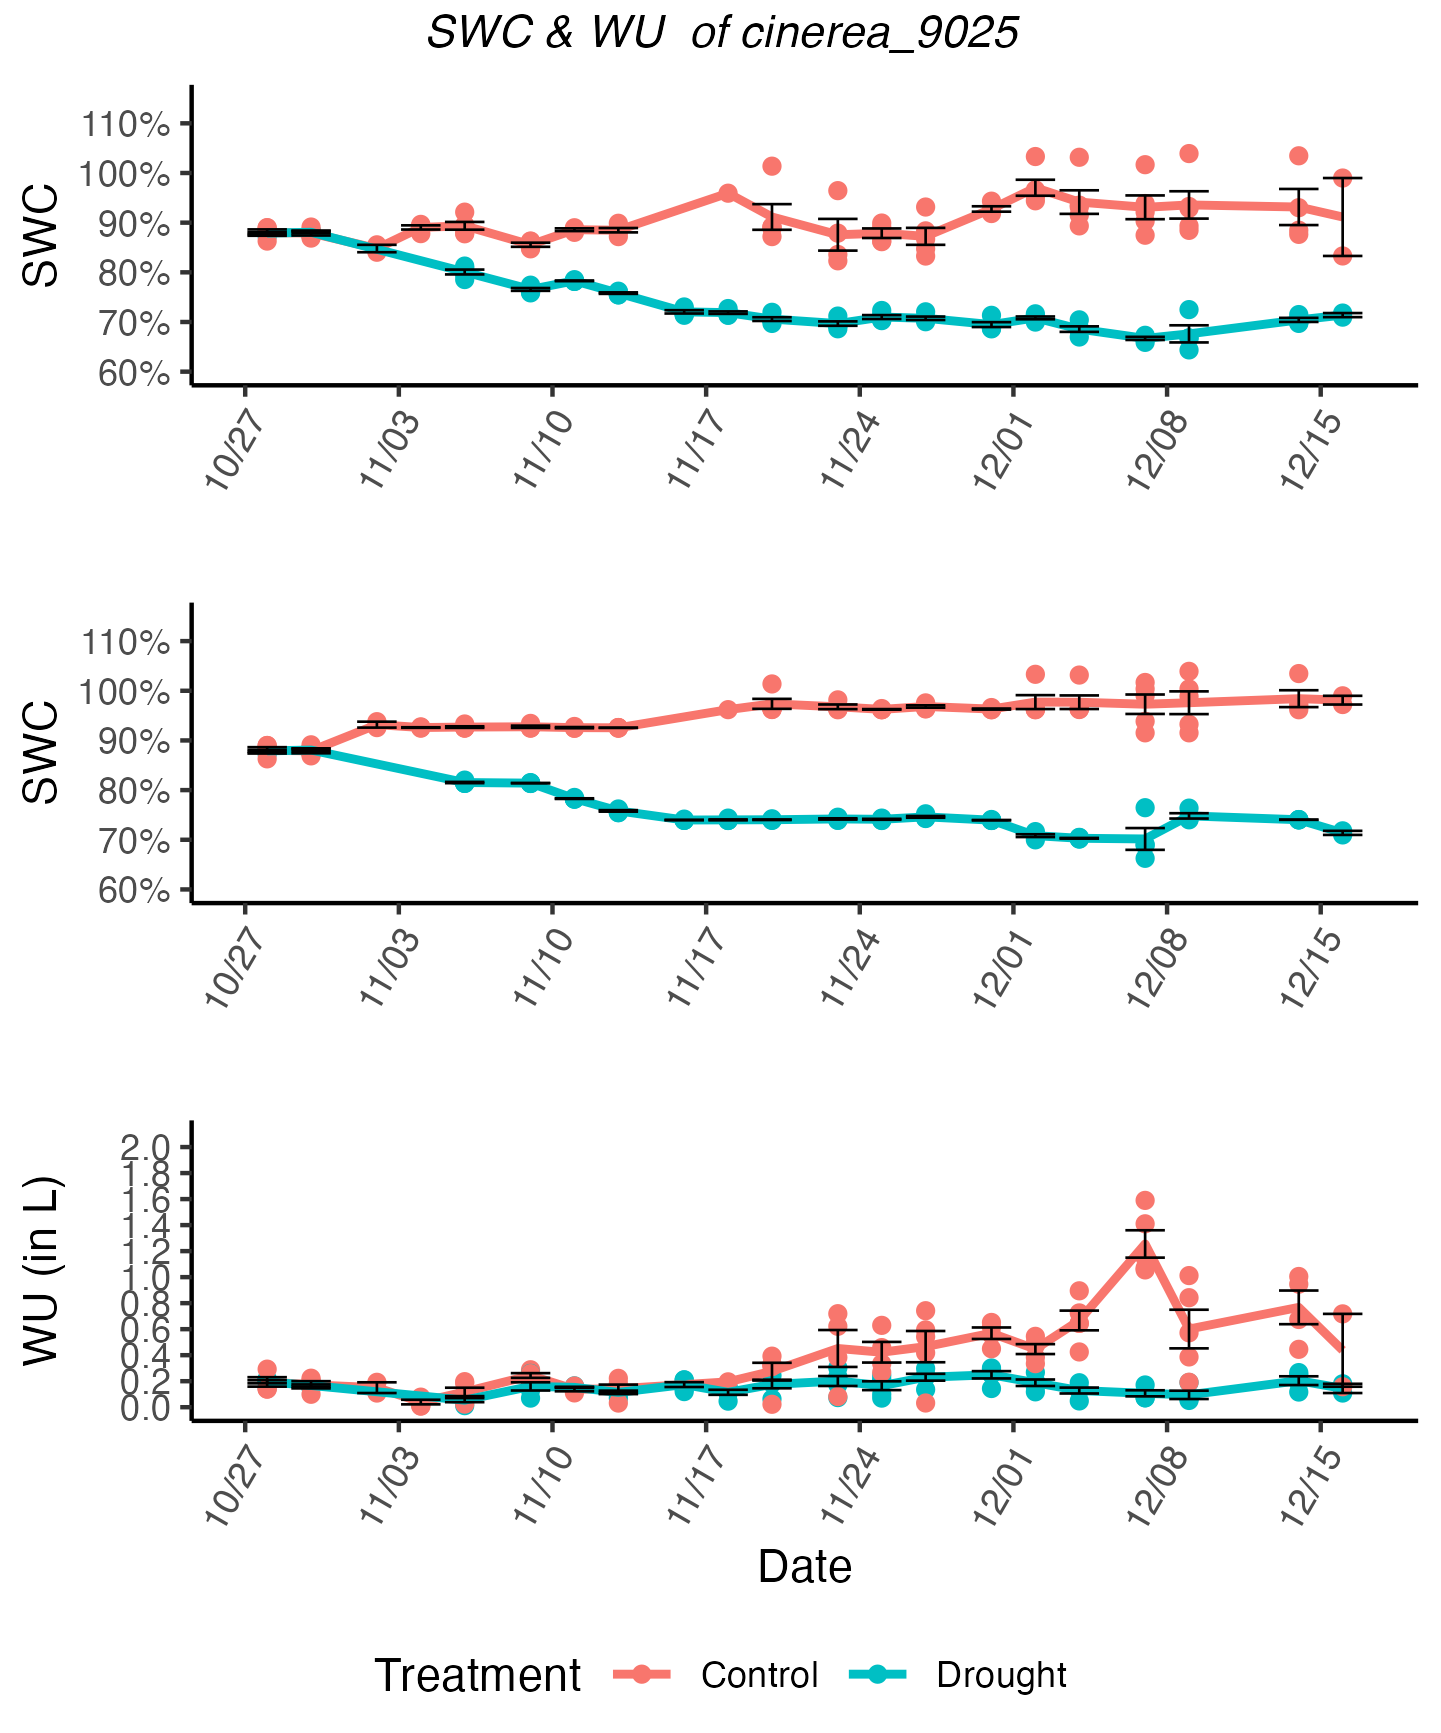 SWC & WU  of cinerea_9025
SWC
110%
100%
90%
80%
70%
60%
10/27 11/03 11/10 11/17 11/24 12/01 12/08 12/15
SWC
110%
100%
90%
80%
70%
60%
10/27 11/03 11/10 11/17 11/24 12/01 12/08 12/15
WU (in L)
2.0
1.8
1.6
1.4
1.2
1.0
0.8
0.6
0.4
0.2
0.0
10/27 11/03 11/10 11/17 11/24 12/01 12/08 12/15
Date
Treatment Control Drought